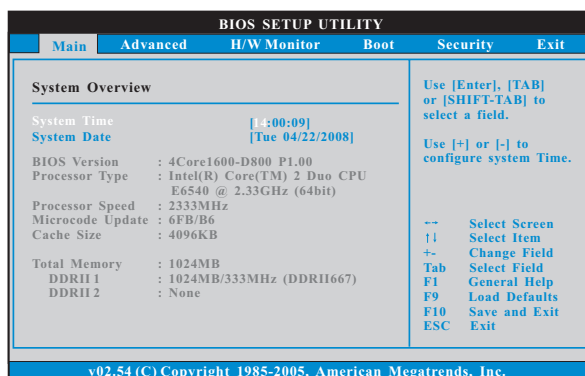 BIOS SETUP UTILITY
Main Advanced H/W Monitor Boot Security Exit
System Overview
System Time [14:00:09]
System Date [Tue 04/22/2008]
BIOS Version : 4Core1600-D800 P1.00
Processor Type : Intel(R) Core(TM) 2 Duo CPU
E6540 @ 2.33GHz (64bit)
Processor Speed : 2333MHz
Microcode Update : 6FB/B6
Cache Size : 4096KB
Total Memory : 1024MB
DDRII 1 : 1024MB/333MHz (DDRII667)
DDRII 2 : None
Use [Enter], [TAB]
or [SHIFT-TAB] to
select a field.
Use [+] or [-] to
configure system Time.
←→ Select Screen
↑↓ Select Item
+- Change Field
Tab Select Field
F1 General Help
F9 Load Defaults
F10 Save and Exit
ESC Exit
v02.54 (C) Copyright 1985-2005, American Megatrends, Inc.